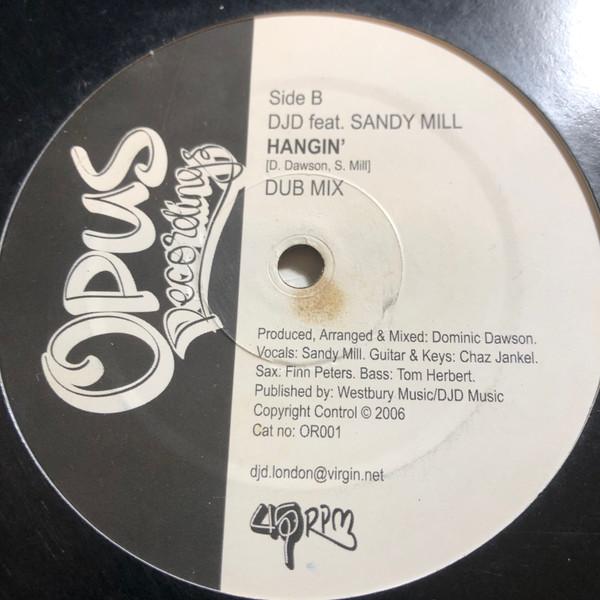 Opus
Recordings
Side B
DJD feat. SANDY MILL
HANGIN'
[D. Dawson, S. Mill]
DUB MIX
Produced, Arranged & Mixed: Dominic Dawson.
Vocals: Sandy Mill. Guitar & Keys: Chaz Jankel.
Sax: Finn Peters. Bass: Tom Herbert.
Published by: Westbury Music/DJD Music
Copyright Control © 2006
Cat no: OR001
djd.london@virgin.net
45 RPM